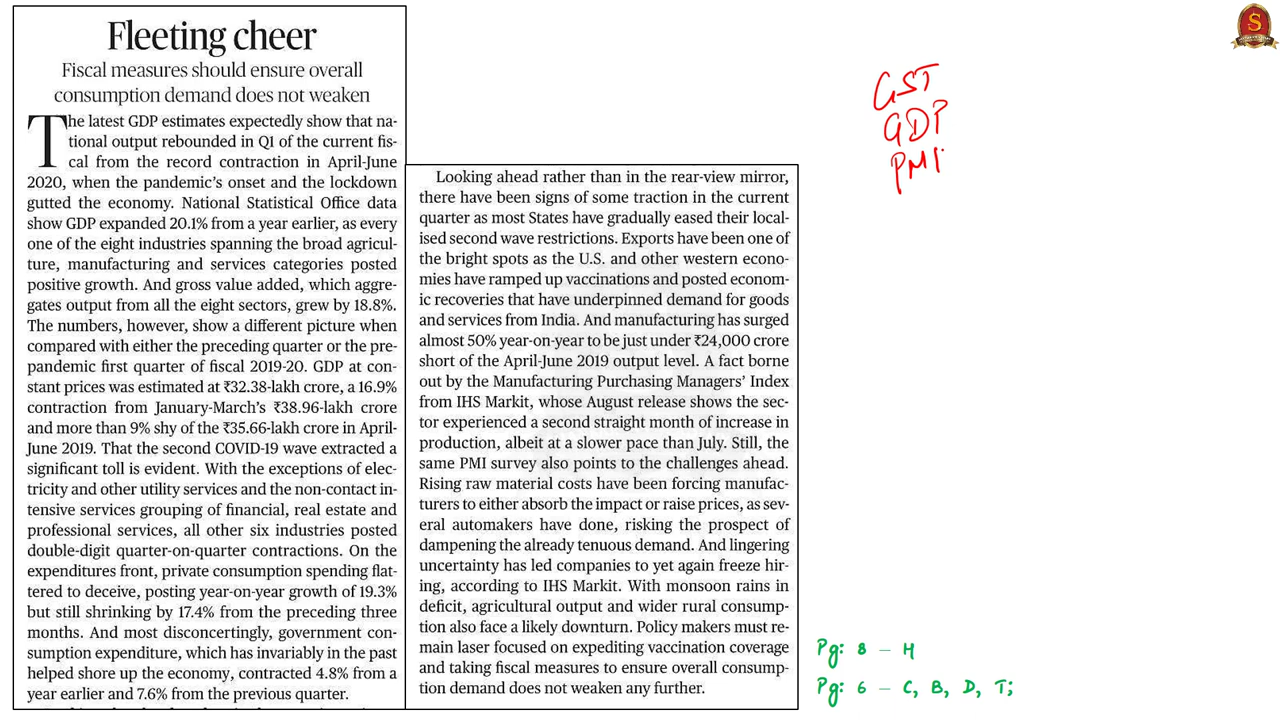 Fleeting cheer
Fiscal measures should ensure overall
consumption demand does not weaken
The latest GDP estimates expectedly show that na-
tional output rebounded in Q1 of the current fis-
cal from the record contraction in April-June
2020, when the pandemic's onset and the lockdown
gutted the economy. National Statistical Office data
show GDP expanded 20.1% from a year earlier, as every
one of the eight industries spanning the broad agricul-
ture, manufacturing and services categories posted
positive growth. And gross value added, which aggre-
gates output from all the eight sectors, grew by 18.8%.
The numbers, however, show a different picture when
compared with either the preceding quarter or the pre-
pandemic first quarter of fiscal 2019-20. GDP at con-
stant prices was estimated at ₹32.38-lakh crore, a 16.9%
contraction from January-March's ₹38.96-lakh crore
and more than 9% shy of the ₹35.66-lakh crore in April-
June 2019. That the second COVID-19 wave extracted a
significant toll is evident. With the exceptions of elec-
tricity and other utility services and the non-contact in-
tensive services grouping of financial, real estate and
professional services, all other six industries posted
double-digit quarter-on-quarter contractions. On the
expenditures front, private consumption spending flat-
tered to deceive, posting year-on-year growth of 19.3%
but still shrinking by 17.4% from the preceding three
months. And most disconcertingly, government con-
sumption expenditure, which has invariably in the past
helped shore up the economy, contracted 4.8% from a
year earlier and 7.6% from the previous quarter.
Looking ahead rather than in the rear-view mirror,
there have been signs of some traction in the current
quarter as most States have gradually eased their local-
ised second wave restrictions. Exports have been one of
the bright spots as the U.S. and other western econo-
mies have ramped up vaccinations and posted econom-
ic recoveries that have underpinned demand for goods
and services from India. And manufacturing has surged
almost 50% year-on-year to be just under ₹24,000 crore
short of the April-June 2019 output level. A fact borne
out by the Manufacturing Purchasing Managers' Index
from IHS Markit, whose August release shows the sec-
tor experienced a second straight month of increase in
production, albeit at a slower pace than July. Still, the
same PMI survey also points to the challenges ahead.
Rising raw material costs have been forcing manufac-
turers to either absorb the impact or raise prices, as sev-
eral automakers have done, risking the prospect of
dampening the already tenuous demand. And lingering
uncertainty has led companies to yet again freeze hir-
ing, according to IHS Markit. With monsoon rains in
deficit, agricultural output and wider rural consump-
tion also face a likely downturn. Policy makers must re-
main laser focused on expediting vaccination coverage
and taking fiscal measures to ensure overall consump-
tion demand does not weaken any further.
GST
GDP
PMI
Pg: 8 - H
Pg: 6 - C, B, D, T;
S